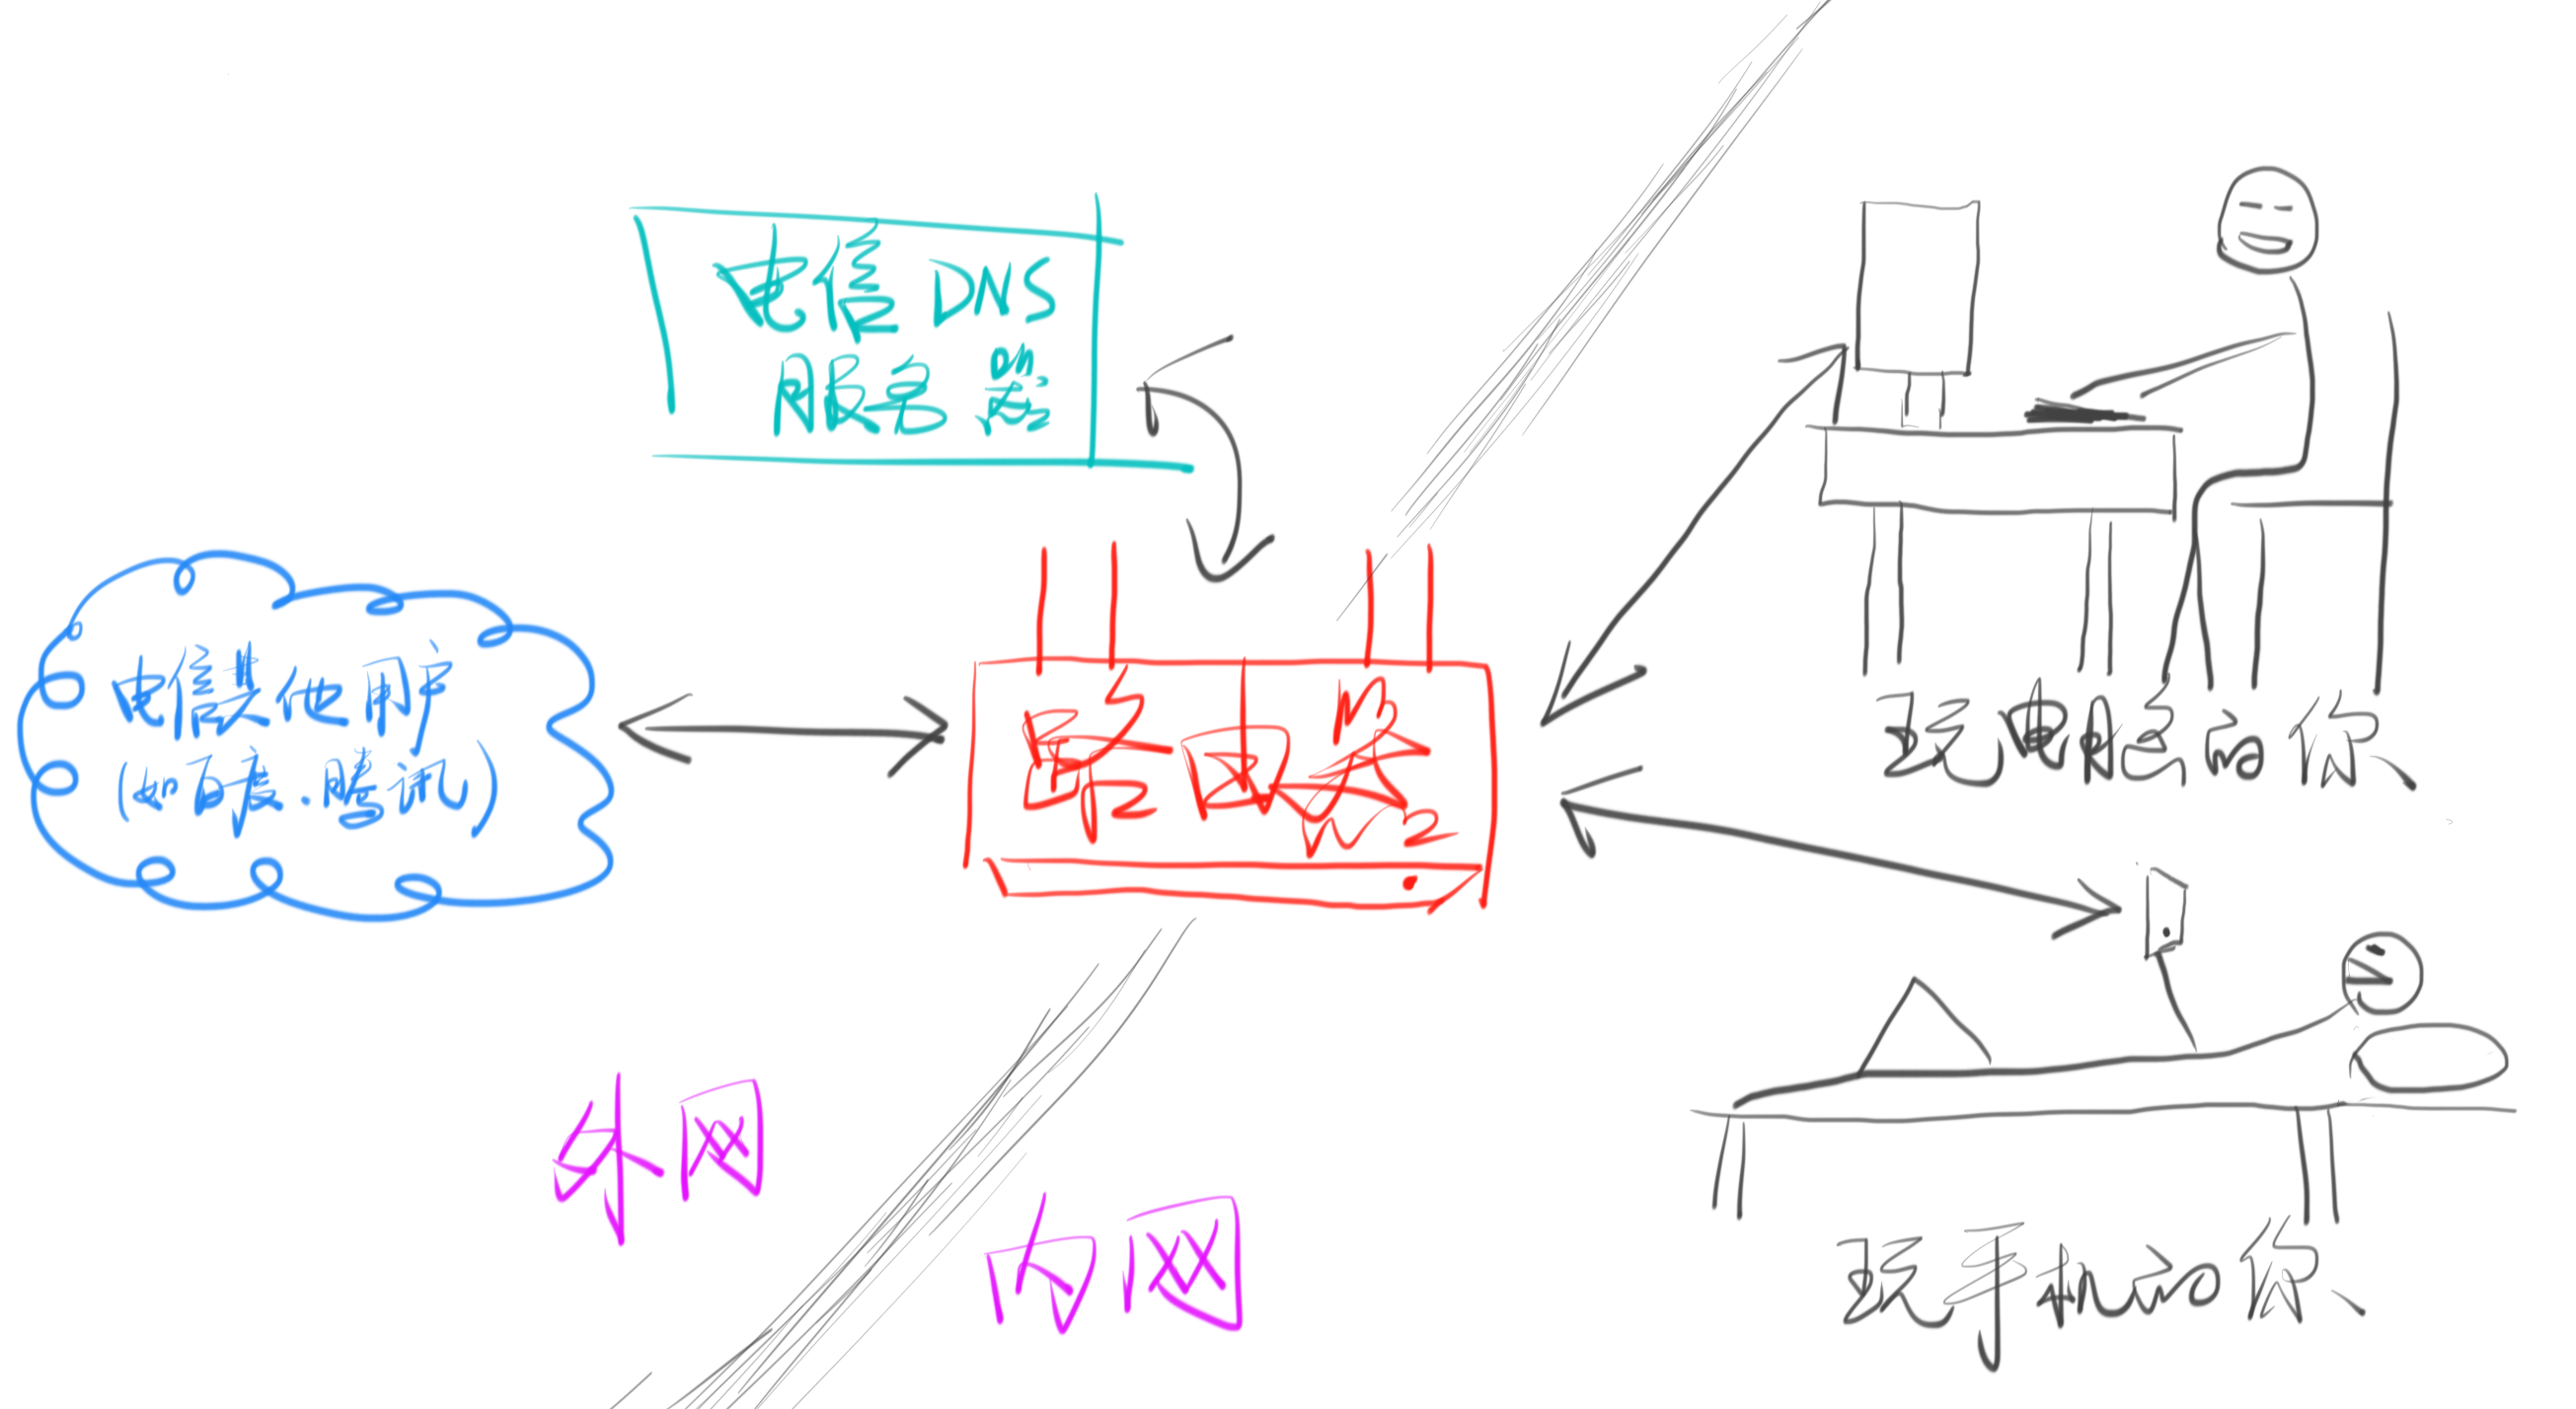 电信 DNS
服务器
电信其他用户
(如百度.腾讯)
路由器
玩电脑的你
外网
内网
玩手机的你